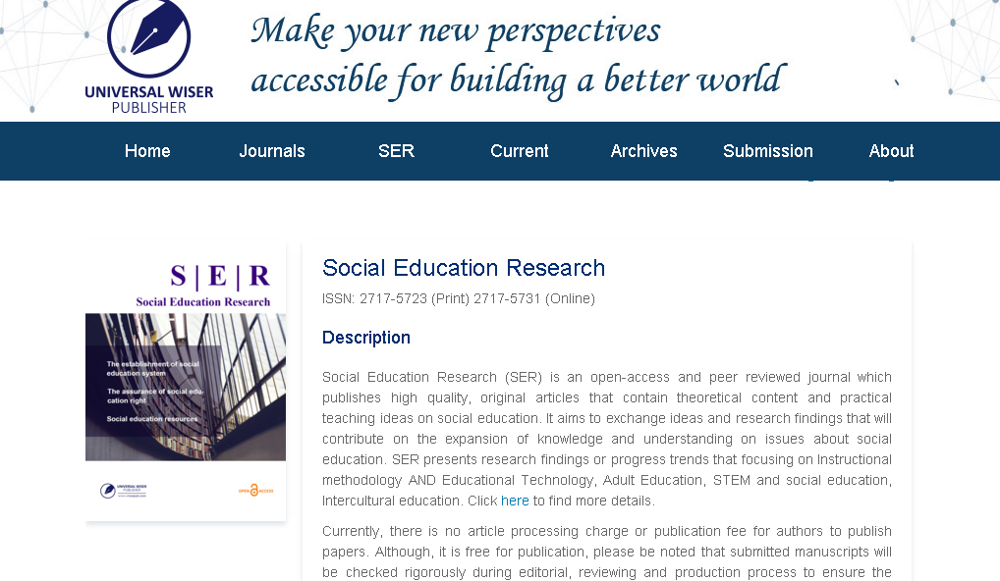 Make your new perspectives
accessible for building a better world
UNIVERSAL WISER
PUBLISHER
Home Journals SER Current Archives Submission About
S|E|R
Social Education Research
The establishment of social
education system
The assurance of social edu-
cation right
Social education resources
UNIVERSAL WISER
PUBLISHER
OPEN ACCESS
Social Education Research
ISSN: 2717-5723 (Print) 2717-5731 (Online)
Description
Social Education Research (SER) is an open-access and peer reviewed journal which
publishes high quality, original articles that contain theoretical content and practical
teaching ideas on social education. It aims to exchange ideas and research findings that will
contribute on the expansion of knowledge and understanding on issues about social
education. SER presents research findings or progress trends that focusing on Instructional
methodology AND Educational Technology, Adult Education, STEM and social education,
Intercultural education. Click here to find more details.
Currently, there is no article processing charge or publication fee for authors to publish
papers. Although, it is free for publication, please be noted that submitted manuscripts will
be checked rigorously during editorial, reviewing and production process to ensure the